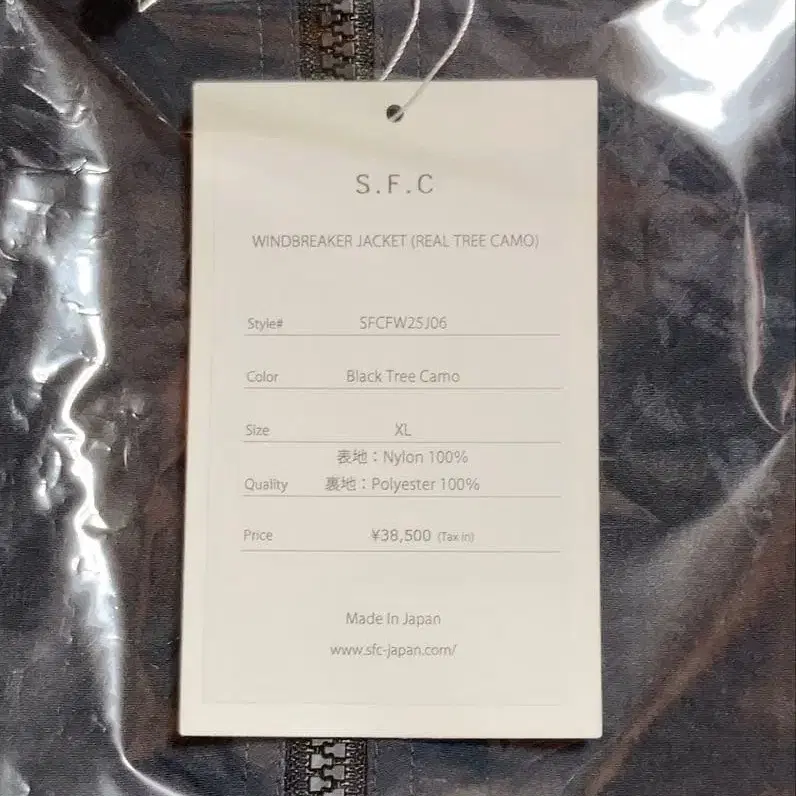 S.F.C
WINDBREAKER JACKET (REAL TREE CAMO)
Style# SFCFW25J06
Color Black Tree Camo
Size XL
表地：Nylon 100%
Quality 裏地：Polyester 100%
Price ¥38,500 (Tax in)
Made In Japan
www.sfc-japan.com/